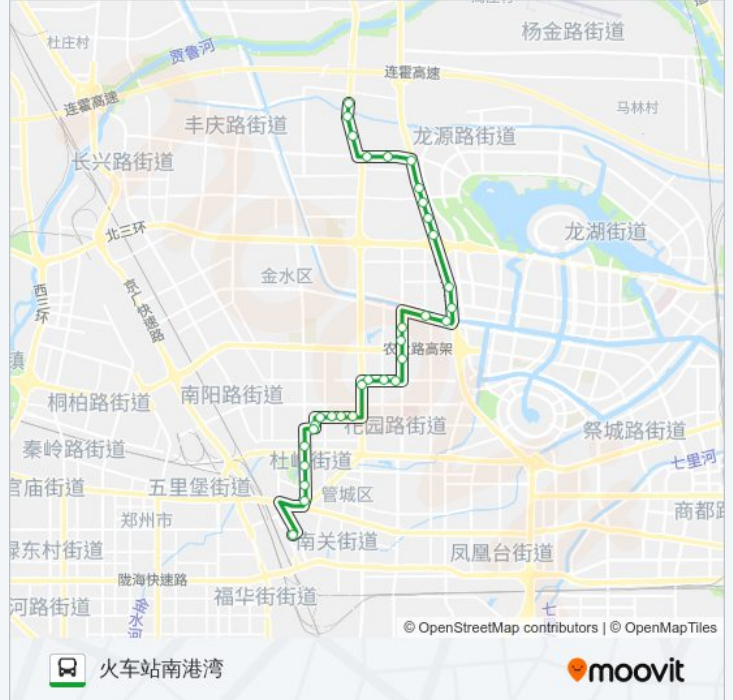 杜庄村
贾鲁河
杨金路街道
连霍高速
连霍高速
马林村
丰庆路街道
龙源路街道
长兴路街道
北三环
龙湖街道
金水区
西三环
京广快速路
农业路高架
镇
桐柏路街道
南阳路街道
花园路街道
祭城路街道
秦岭路街道
杜岭街道
七里河
官庙街道
五里堡街道
管城区
郑州市
商都路
南关街道
绿东村街道
凤凰台街道
陇海快速路
福华街街道
河路街道
金水河
七
© OpenStreetMap contributors | © OpenMapTiles
火车站南港湾
moovit